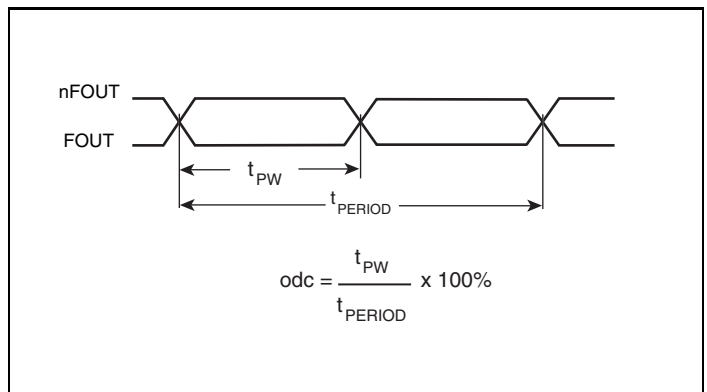 nFOUT
FOUT
tPW
tPERIOD
odc = tPW / tPERIOD x 100%